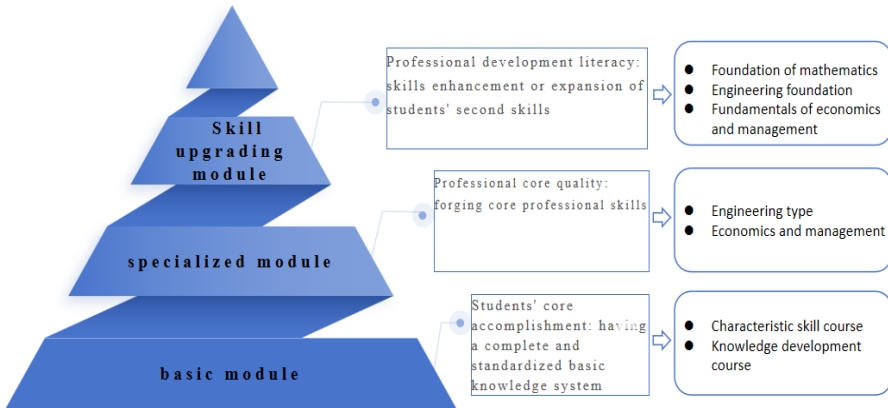 Skill
upgrading
module
specialized module
basic module
Professional development literacy:
skills enhancement or expansion of
students' second skills
● Foundation of mathematics
● Engineering foundation
● Fundamentals of economics
and management
Professional core quality:
forging core professional skills
● Engineering type
● Economics and management
Students' core
accomplishment: having
a complete and
standardized basic
knowledge system
● Characteristic skill course
● Knowledge development
course